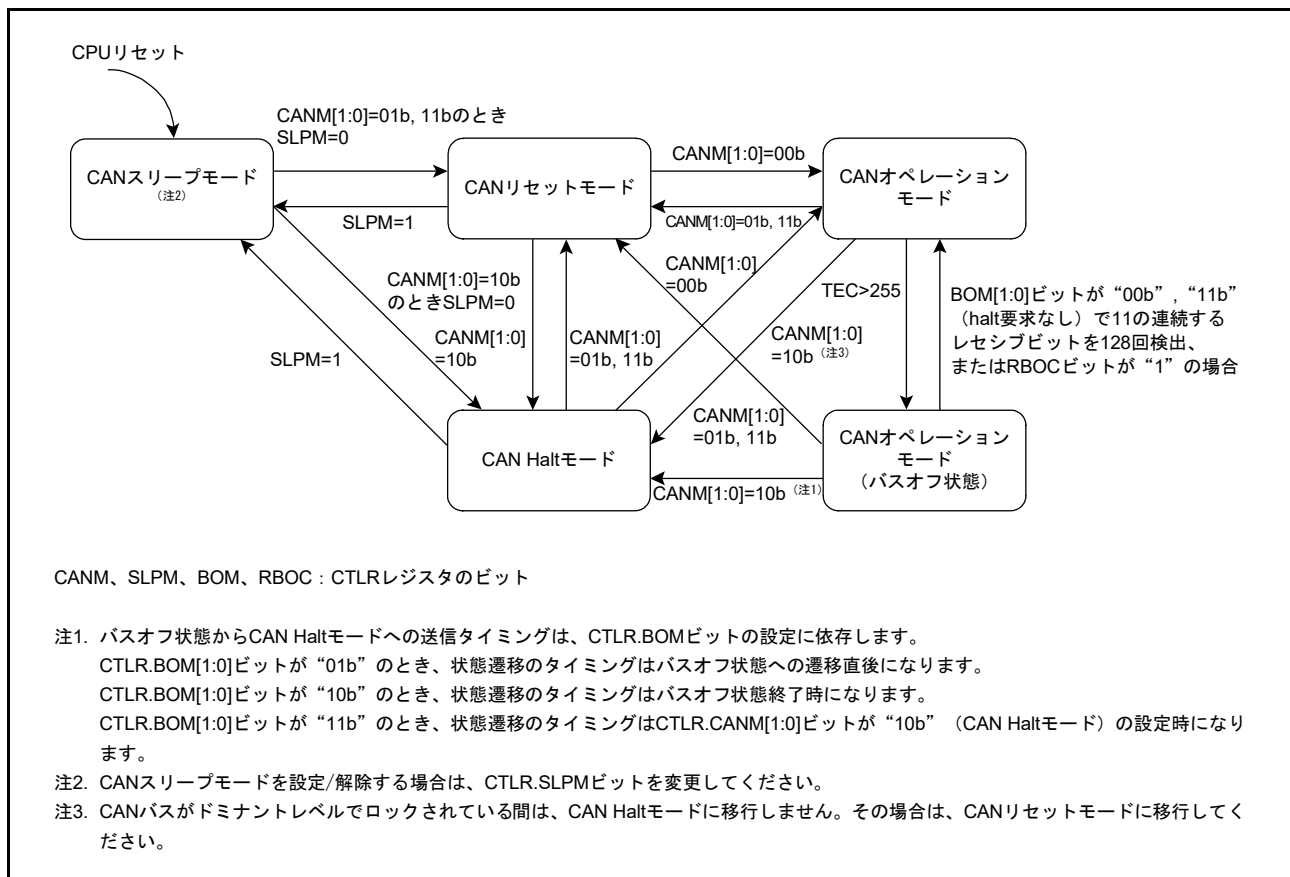 CPUリセット
CANM[1:0]=01b, 11bのとき
SLPM=0
CANスリープモード
(注2)
SLPM=1
CANリセットモード
CANM[1:0]=00b
CANM[1:0]=01b, 11b
CANオペレーション
モード
CANM[1:0]=10b
のときSLPM=0
SLPM=1
CANM[1:0]
=10b
CANM[1:0]
=01b, 11b
CANM[1:0]
=00b
CANM[1:0]
=10b (注3)
TEC>255
BOM[1:0]ビットが“00b”, “11b”
(halt要求なし)で11の連続する
レセシブビットを128回検出、
またはRBOCビットが“1”の場合
CAN Haltモード
CANM[1:0]
=01b, 11b
CANM[1:0]=10b (注1)
CANオペレーション
モード
(バスオフ状態)
CANM、SLPM、BOM、RBOC:CTLRレジスタのビット
注1. バスオフ状態からCAN Haltモードへの送信タイミングは、CTLR.BOMビットの設定に依存します。
CTLR.BOM[1:0]ビットが“01b”のとき、状態遷移のタイミングはバスオフ状態への遷移直後になります。
CTLR.BOM[1:0]ビットが“10b”のとき、状態遷移のタイミングはバスオフ状態終了時になります。
CTLR.BOM[1:0]ビットが“11b”のとき、状態遷移のタイミングはCTLR.CANM[1:0]ビットが“10b”(CAN Haltモード)の設定時になり
ます。
注2. CANスリープモードを設定/解除する場合は、CTLR.SLPMビットを変更してください。
注3. CANバスがドミナントレベルでロックされている間は、CAN Haltモードに移行しません。その場合は、CANリセットモードに移行してく
ださい。